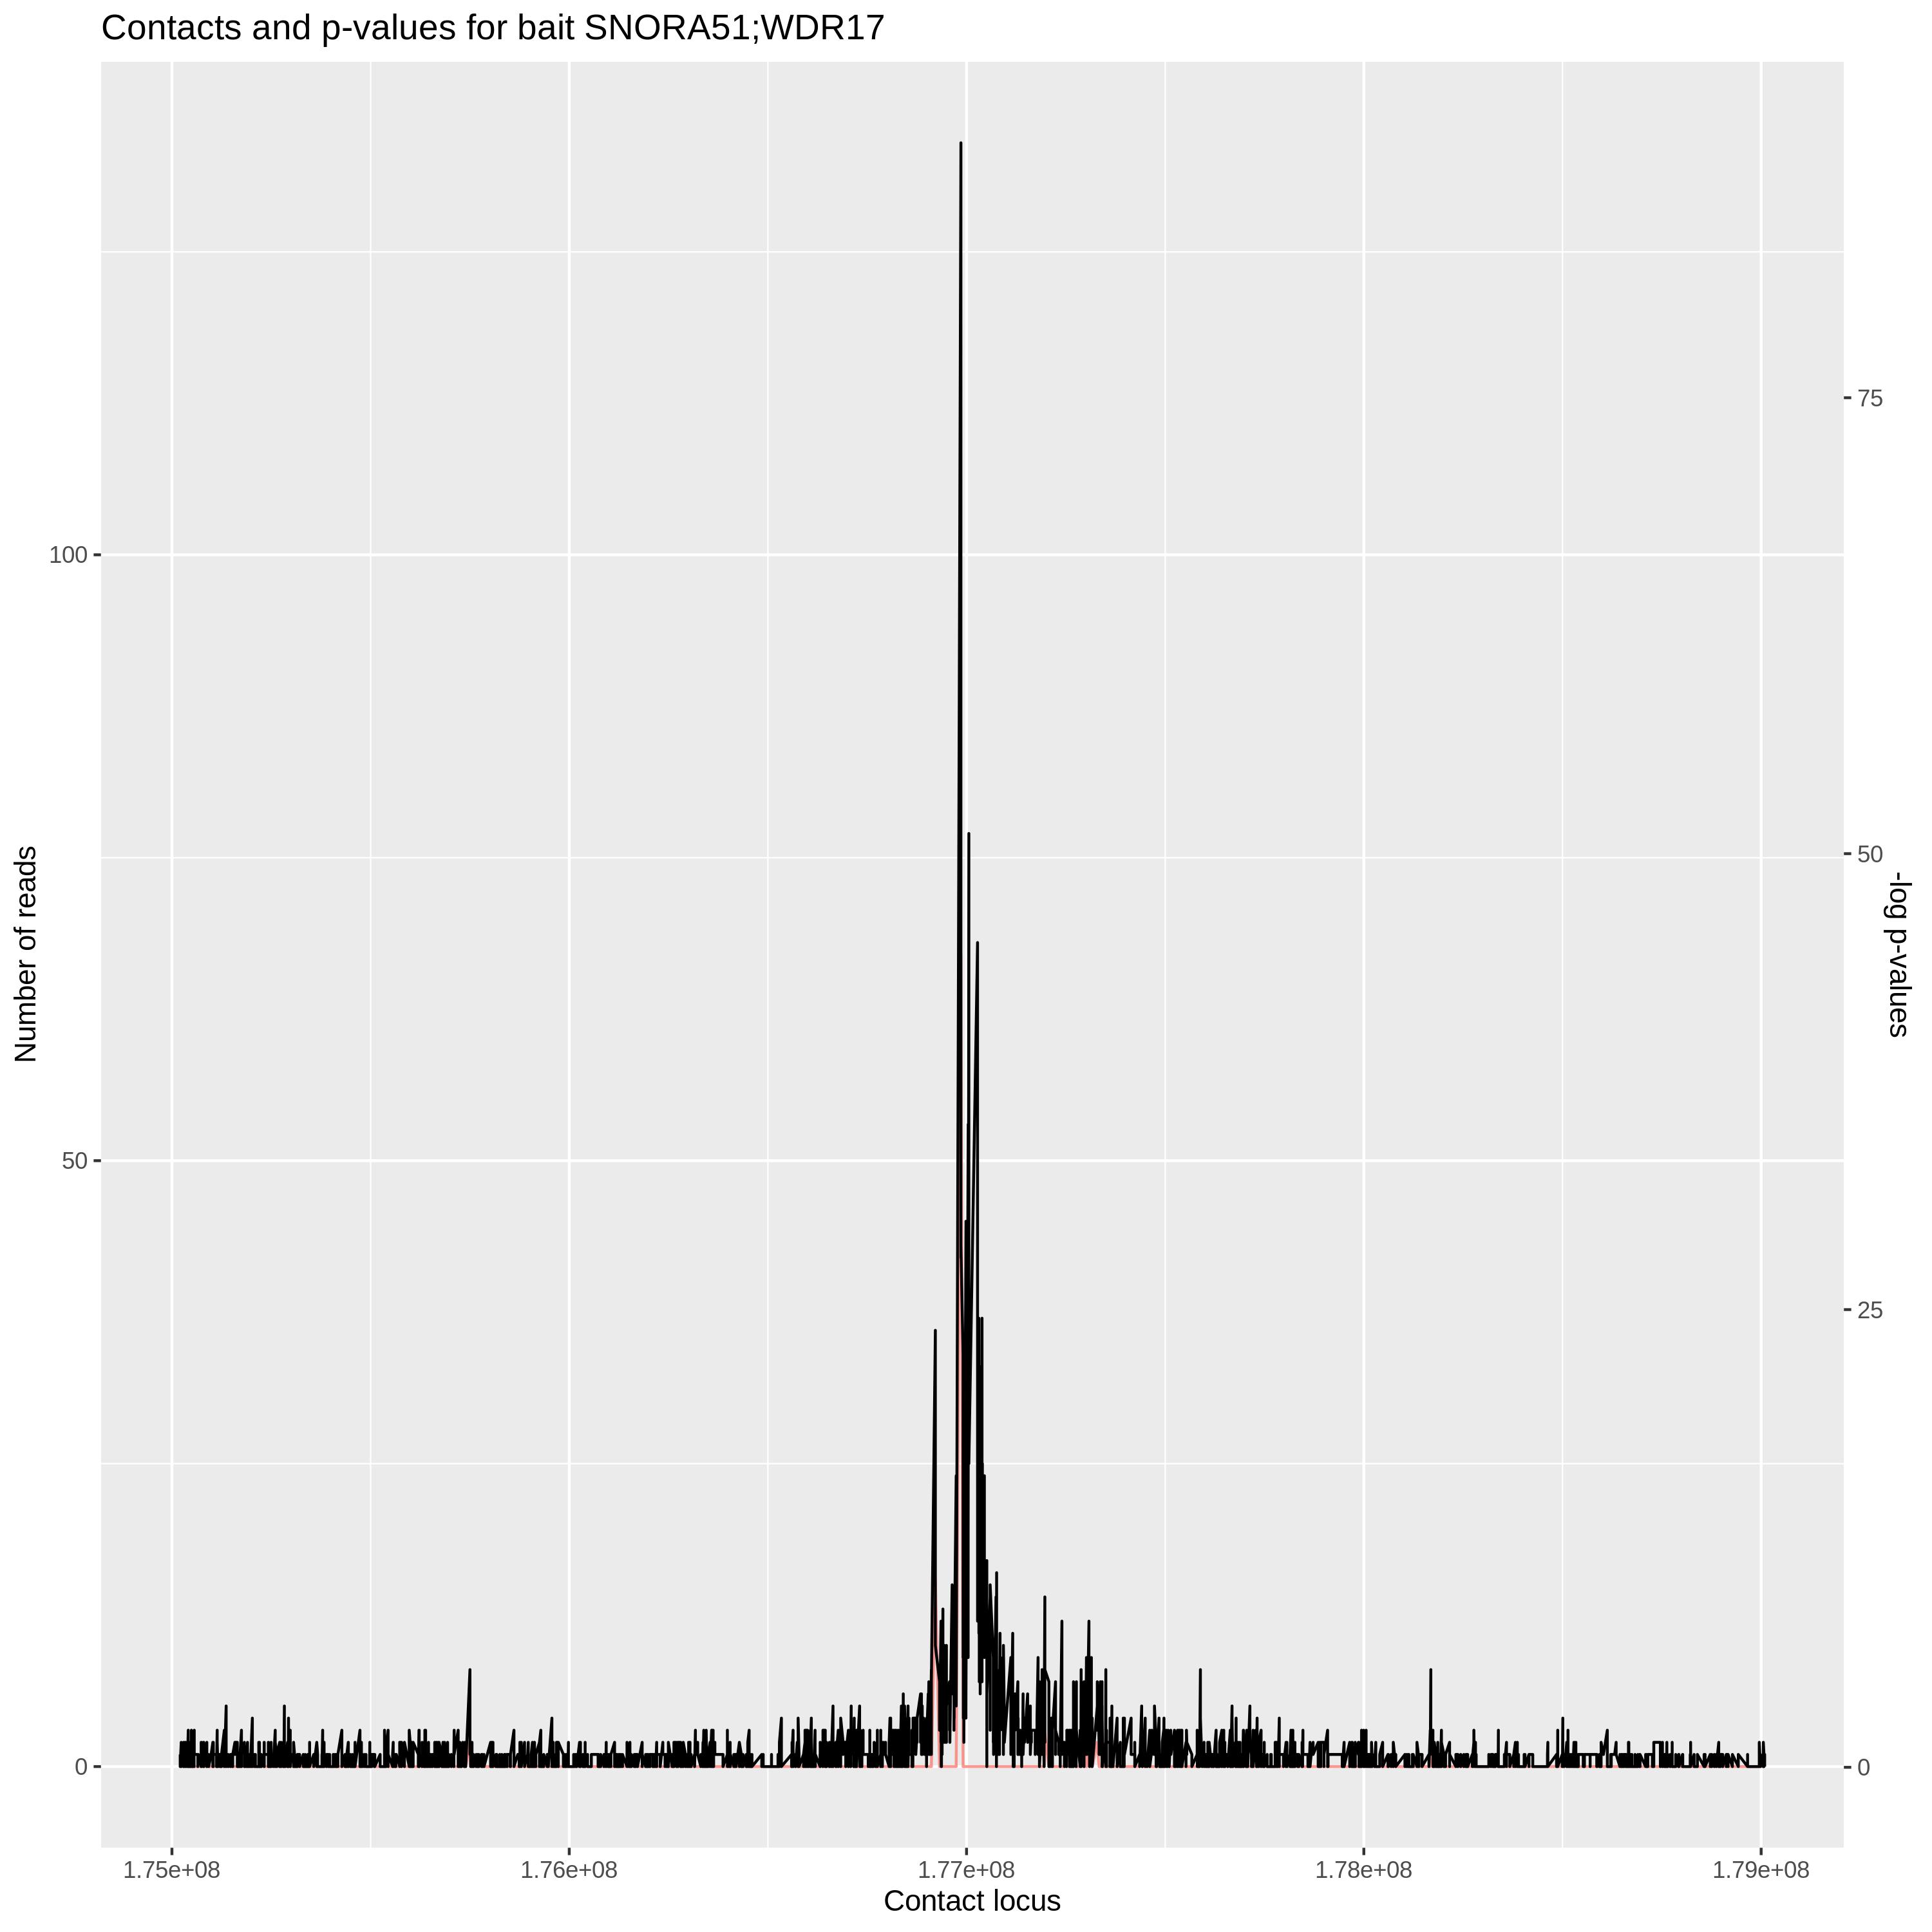 Contacts and p-values for bait SNORA51;WDR17
Number of reads
100
50
0
75
50
25
0
-log p-values
1.75e+08
1.76e+08
1.77e+08
1.78e+08
1.79e+08
Contact locus